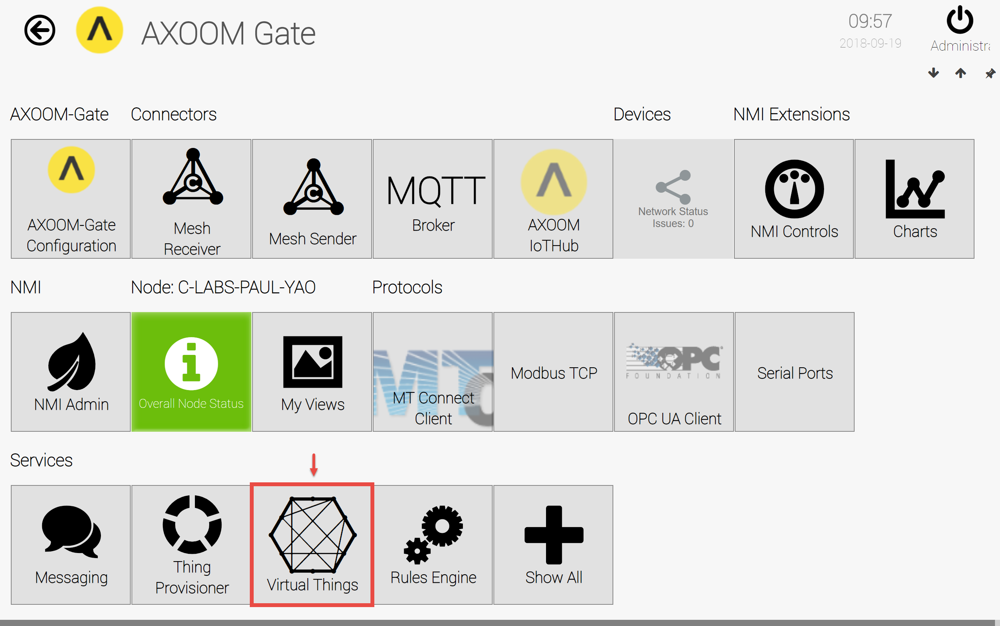 AXOOM Gate
09:57
2018-09-19
Administra
AXOOM-Gate
Connectors
Devices
NMI Extensions
AXOOM-Gate
Configuration
Mesh
Receiver
Mesh Sender
MQTT
Broker
AXOOM
IoTHub
Network Status
Issues: 0
NMI Controls
Charts
NMI
Node: C-LABS-PAUL-YAO
Protocols
NMI Admin
Overall Node Status
My Views
MTC
MT Connect
Client
Modbus TCP
OPC
FOUNDATION
OPC UA Client
Serial Ports
Services
Messaging
Thing
Provisioner
Virtual Things
Rules Engine
Show All